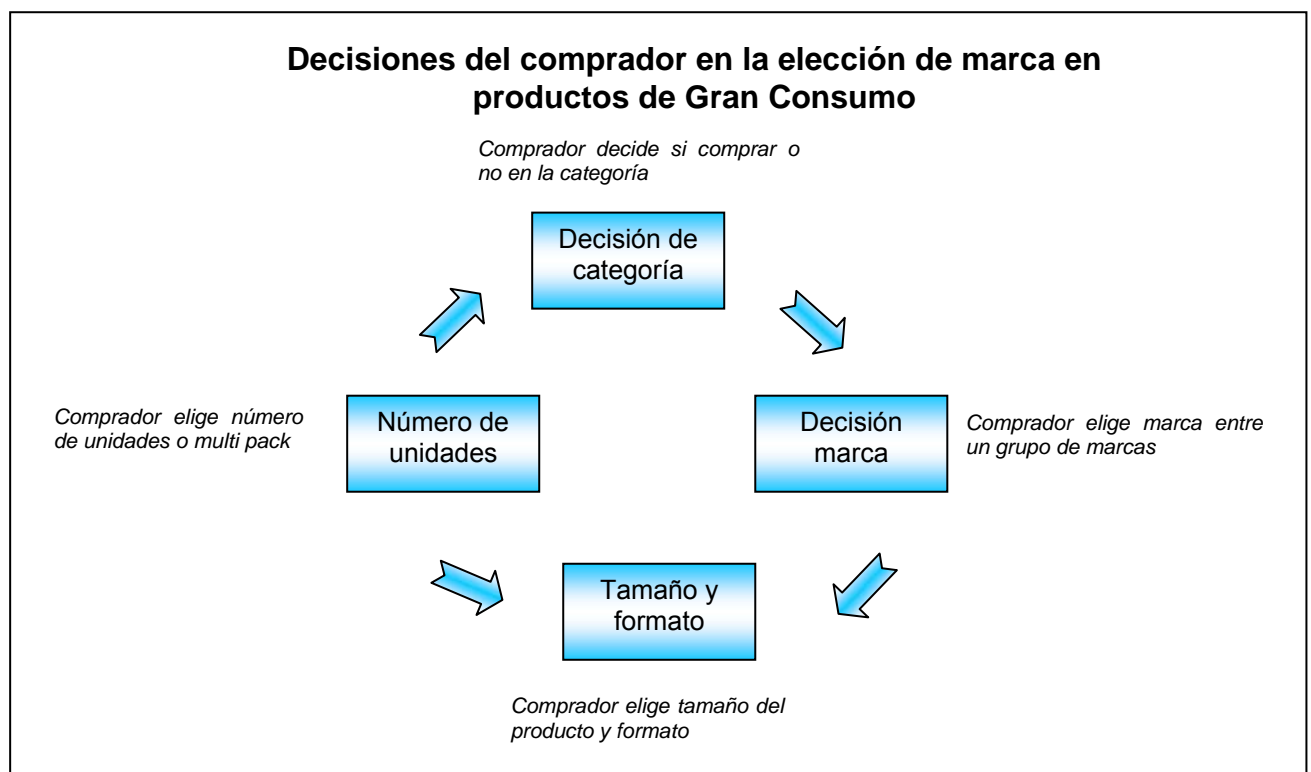 Decisiones del comprador en la elección de marca en
productos de Gran Consumo
Comprador decide si comprar o
no en la categoría
Decisión de
categoría
Comprador elige número
de unidades o multi pack
Número de
unidades
Decisión
marca
Comprador elige marca entre
un grupo de marcas
Tamaño y
formato
Comprador elige tamaño del
producto y formato